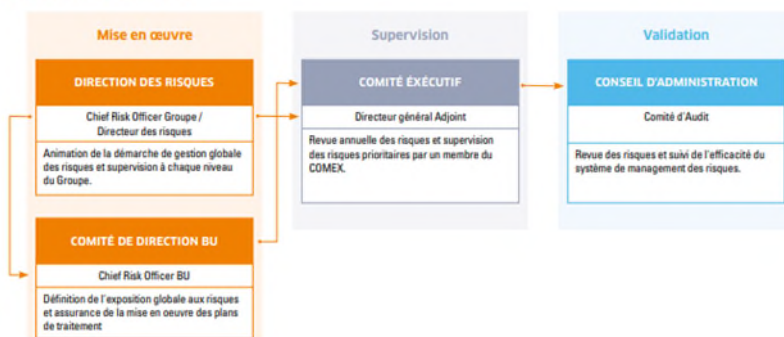 Mise en œuvre
DIRECTION DES RISQUES
Chief Risk Officer Groupe /
Directeur des risques
Animation de la démarche de gestion globale
des risques et supervision à chaque niveau
du Groupe.
COMITÉ DE DIRECTION BU
Chief Risk Officer BU
Définition de l'exposition globale aux risques
et assurance de la mise en oeuvre des plans
de traitement
Supervision
COMITÉ ÉXÉCUTIF
Directeur général Adjoint
Revue annuelle des risques et supervision
des risques prioritaires par un membre du
COMEX.
Validation
CONSEIL D'ADMINISTRATION
Comité d'Audit
Revue des risques et suivi de l'efficacité du
système de management des risques.